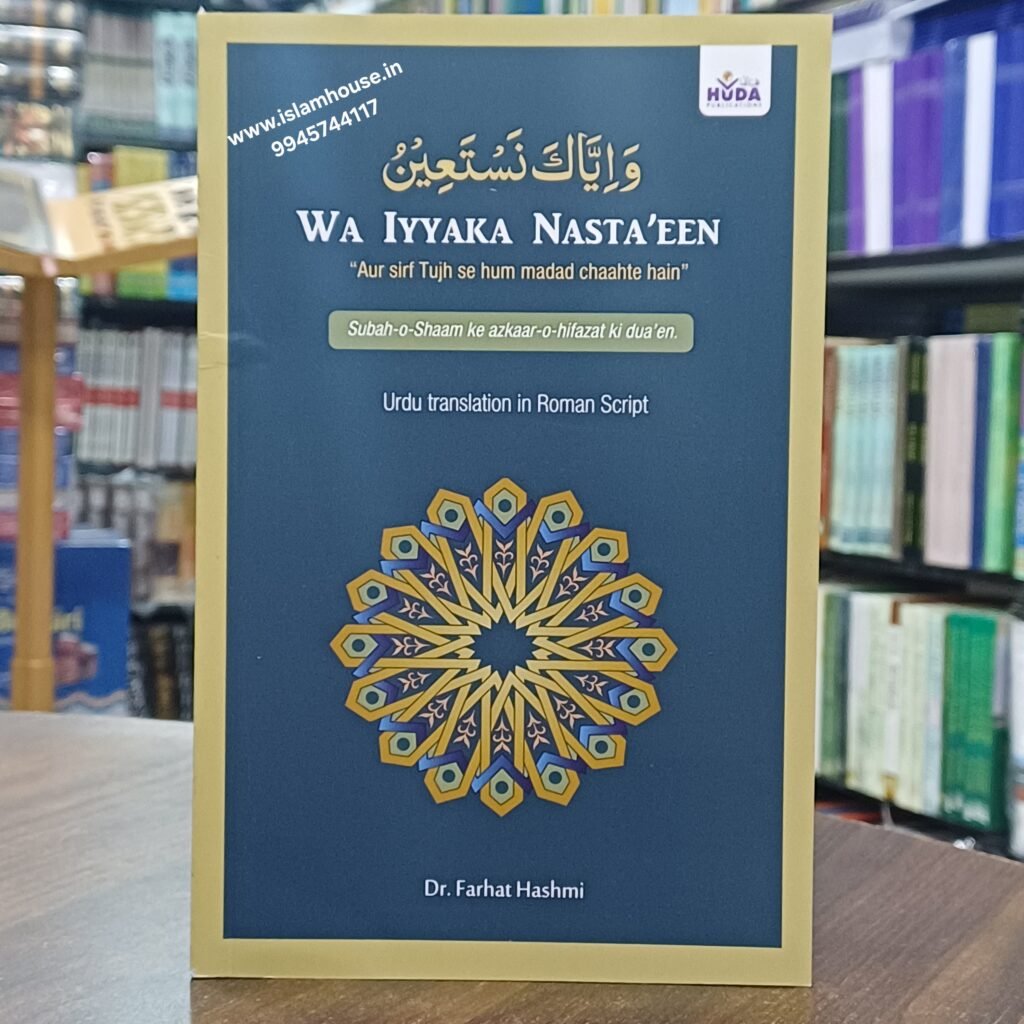 www.islamhouse.in
9945744117
HUDA
PUBLICATIONS
وَاِيَّاكَ نَسْتَعِيْنُ
WA IYYAKA NASTA'EEN
"Aur sirf Tujh se hum madad chaahte hain"
Subah-o-Shaam ke azkaar-o-hifazat ki dua'en.
Urdu translation in Roman Script
Dr. Farhat Hashmi